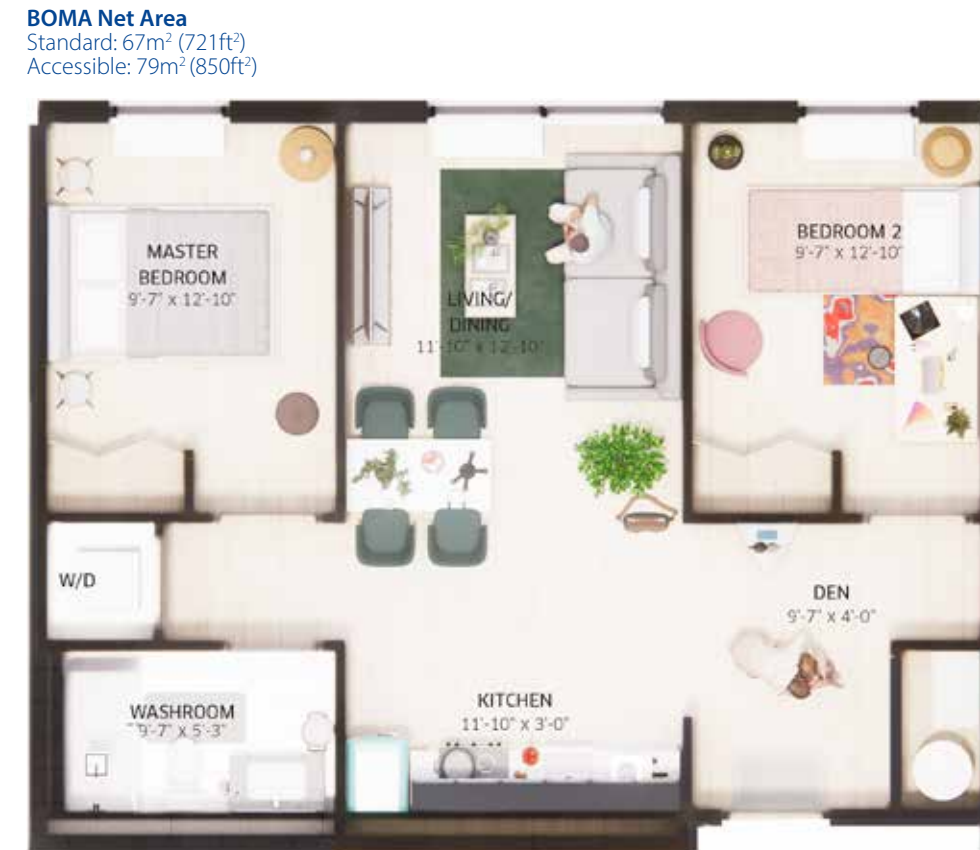 BOMA Net Area
Standard: 67m² (721ft²)
Accessible: 79m² (850ft²)
MASTER
BEDROOM
9'-7" x 12'-10"
LIVING/
DINING
11'-10" x 12'-10"
BEDROOM 2
9'-7" x 12'-10"
W/D
DEN
9'-7" x 4'-0"
WASHROOM
9'-7" x 5'-3"
KITCHEN
11'-10" x 3'-0"